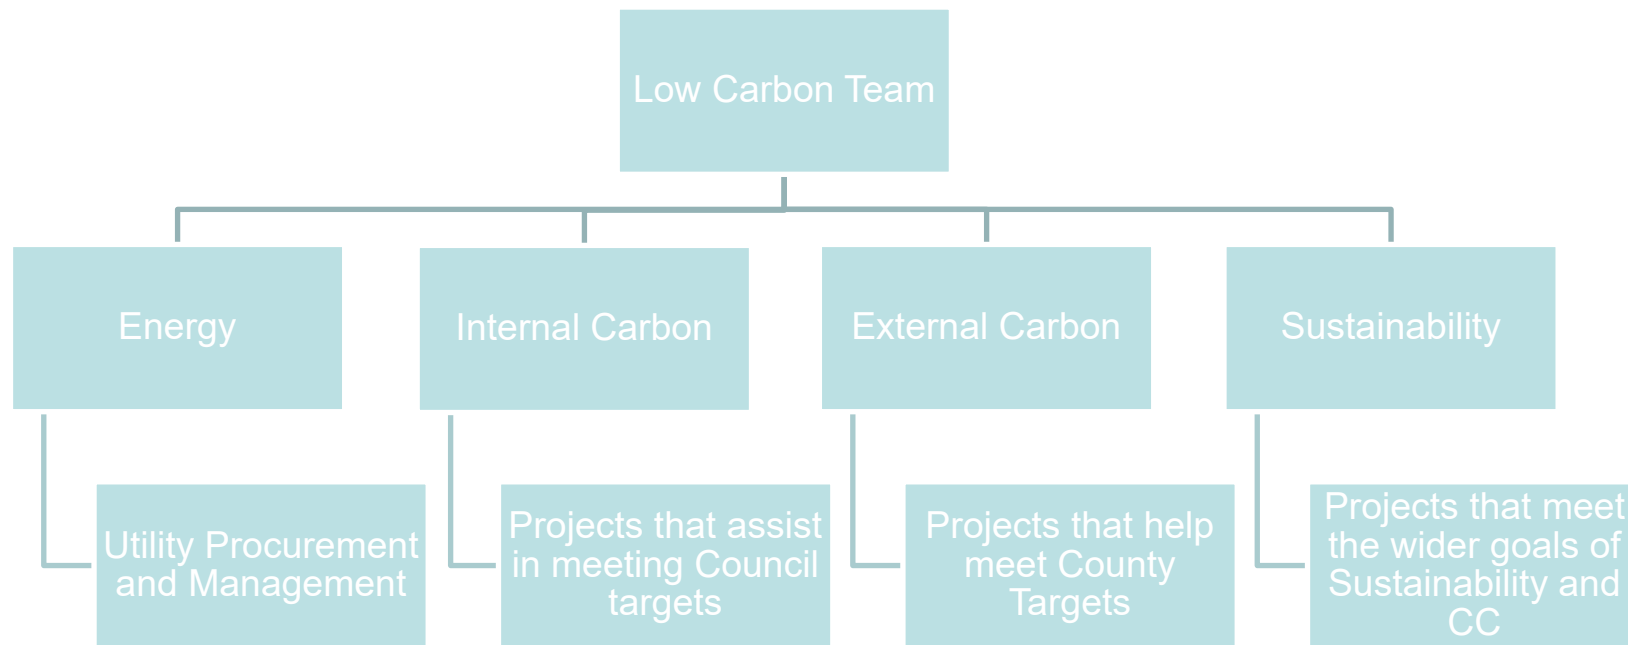 Low Carbon Team
Energy
Internal Carbon
External Carbon
Sustainability
Utility Procurement
and Management
Projects that assist
in meeting Council
targets
Projects that help
meet County
Targets
Projects that meet
the wider goals of
Sustainability and
CC